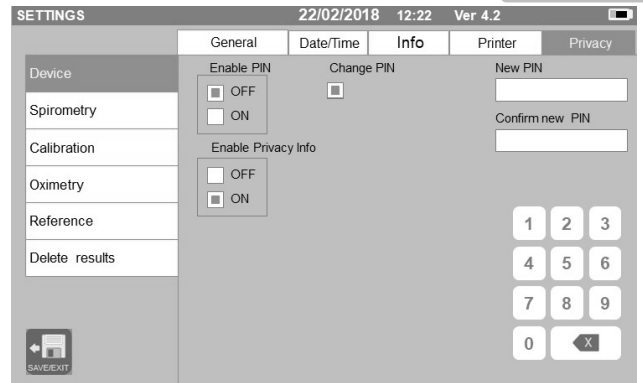 SETTINGS 22/02/2018 12:22 Ver 4.2
General Date/Time Info Printer Privacy
Device
Spirometry
Calibration
Oximetry
Reference
Delete results
Enable PIN Change PIN New PIN
OFF
ON
Confirm new PIN
Enable Privacy Info
OFF
ON
1 2 3
4 5 6
7 8 9
0 X
SAVE/EXIT